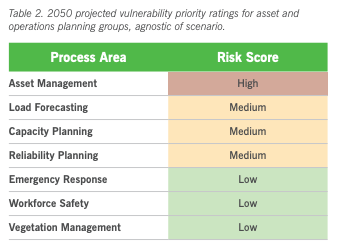 Table 2. 2050 projected vulnerability priority ratings for asset and
operations planning groups, agnostic of scenario.
Process Area Risk Score
Asset Management High
Load Forecasting Medium
Capacity Planning Medium
Reliability Planning Medium
Emergency Response Low
Workforce Safety Low
Vegetation Management Low